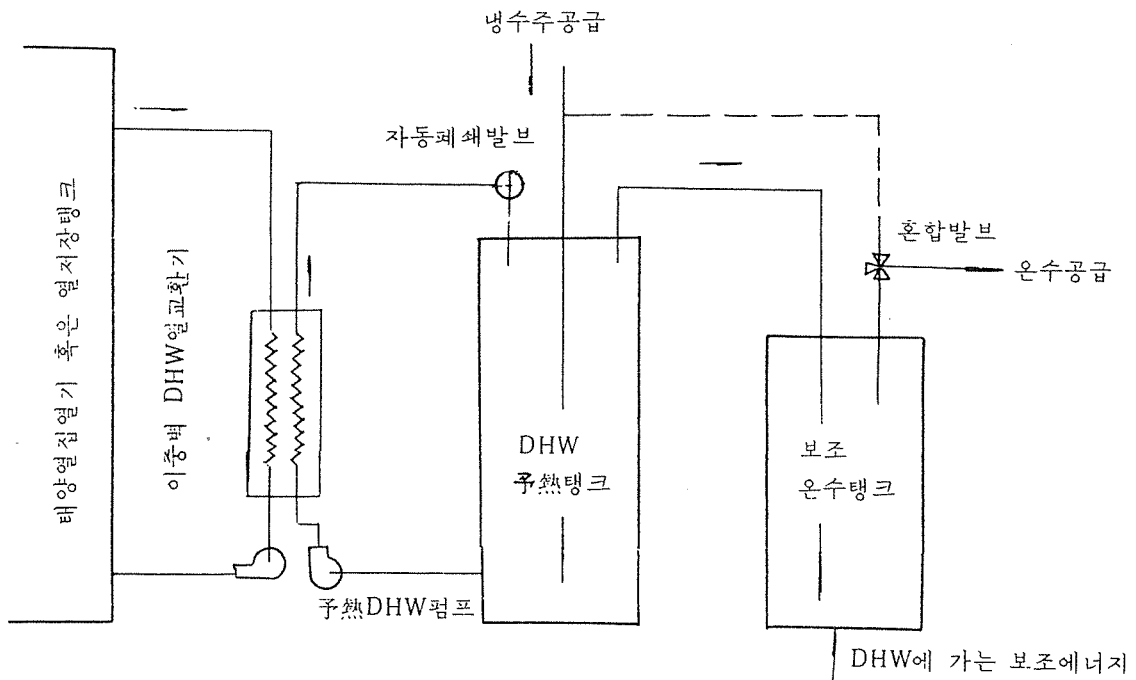 냉수주공급
자동폐쇄발브
혼합발브
온수공급
태양열집열기 혹은 열저장탱크
이중벽 DHW열교환기
DHW
予熱탱크
보조
온수탱크
予熱DHW펌프
DHW에 가는 보조에너지